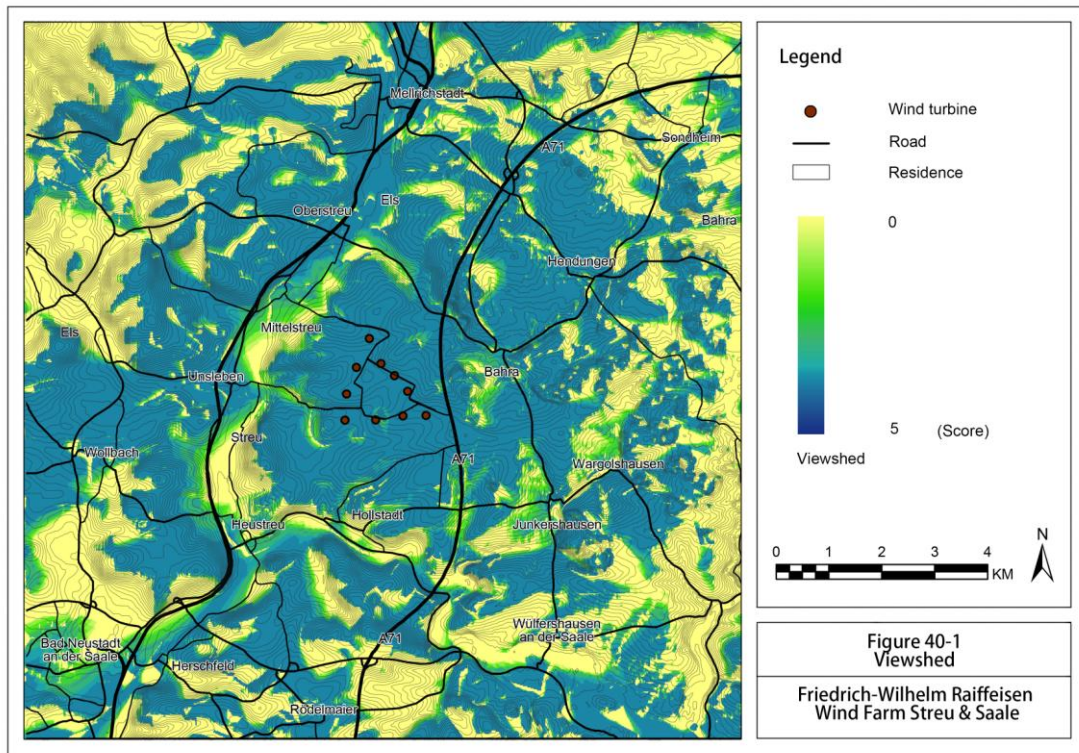 Mellrichstadt
A71
Sondheim
Els
Oberstreu
Bahra
Hendungen
Mittelstreu
Els
Unsleben
Bahra
Streu
Wollbach
A71
Wargolshausen
Heustreu
Hollstadt
Junkershausen
Wülfershausen
an der Saale
Bad Neustadt
an der Saale
A71
Herschfeld
Rödelmaier
Legend
Wind turbine
Road
Residence
0
5 (Score)
Viewshed
N
0 1 2 3 4
KM
Figure 40-1
Viewshed
Friedrich-Wilhelm Raiffeisen
Wind Farm Streu & Saale